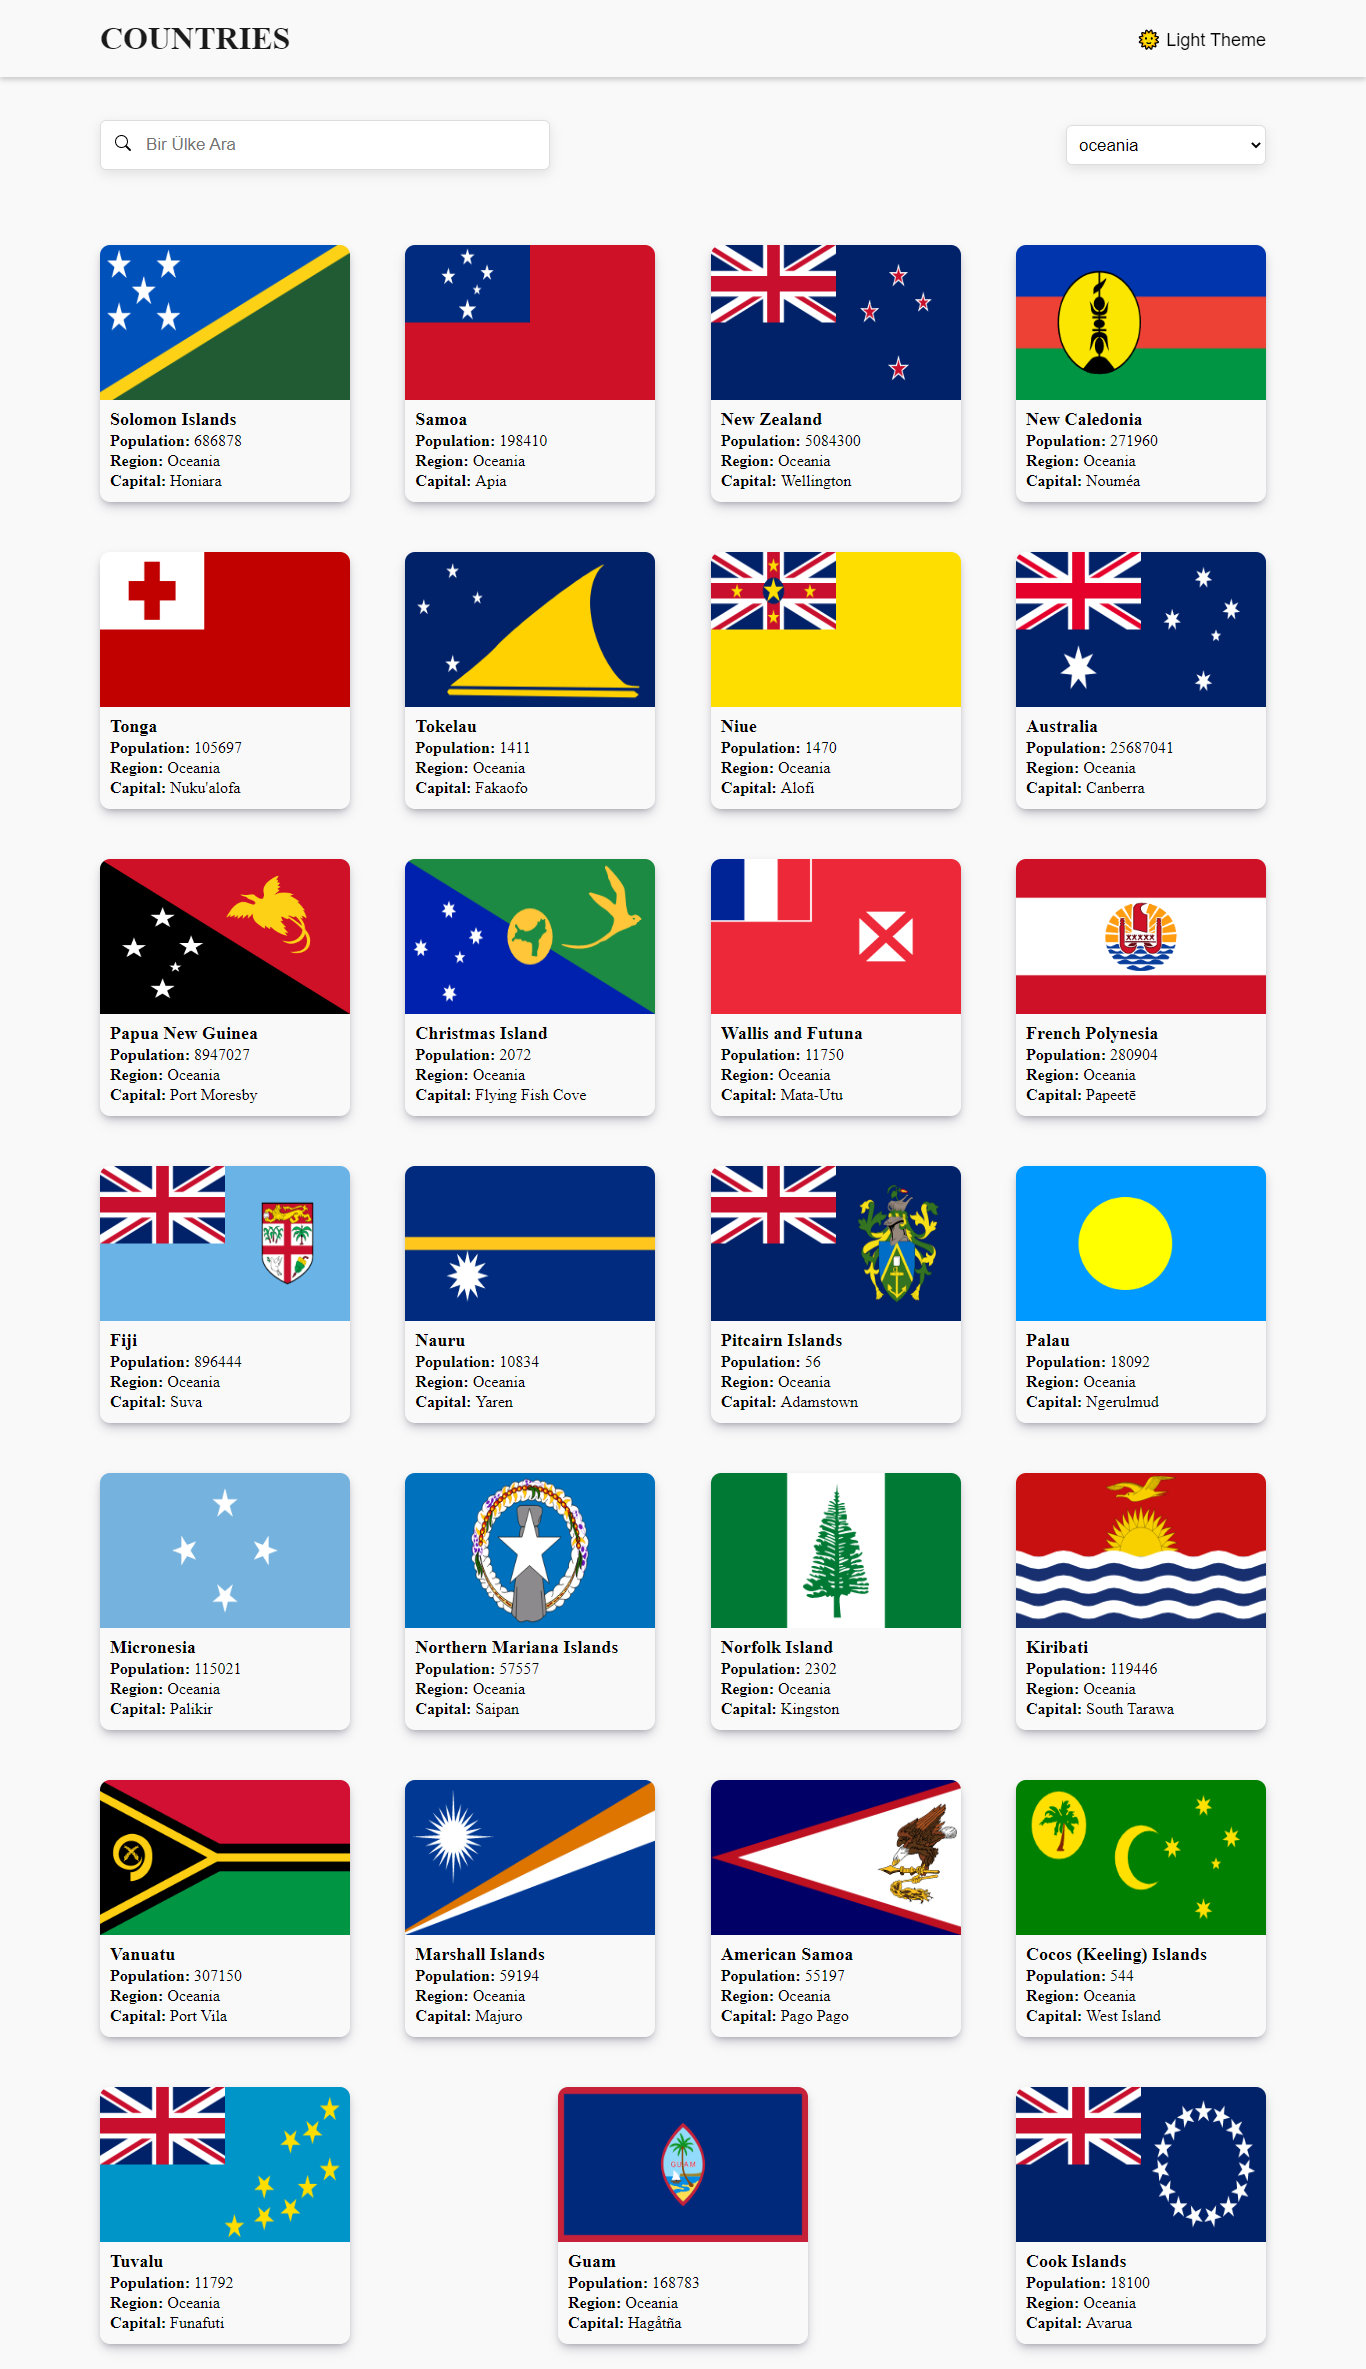 COUNTRIES
🌞 Light Theme
Bir Ülke Ara
oceania
Solomon Islands
Population: 686878
Region: Oceania
Capital: Honiara
Samoa
Population: 198410
Region: Oceania
Capital: Apia
New Zealand
Population: 5084300
Region: Oceania
Capital: Wellington
New Caledonia
Population: 271960
Region: Oceania
Capital: Nouméa
Tonga
Population: 105697
Region: Oceania
Capital: Nuku'alofa
Tokelau
Population: 1411
Region: Oceania
Capital: Fakaofo
Niue
Population: 1470
Region: Oceania
Capital: Alofi
Australia
Population: 25687041
Region: Oceania
Capital: Canberra
Papua New Guinea
Population: 8947027
Region: Oceania
Capital: Port Moresby
Christmas Island
Population: 2072
Region: Oceania
Capital: Flying Fish Cove
Wallis and Futuna
Population: 11750
Region: Oceania
Capital: Mata-Utu
French Polynesia
Population: 280904
Region: Oceania
Capital: Papeetē
Fiji
Population: 896444
Region: Oceania
Capital: Suva
Nauru
Population: 10834
Region: Oceania
Capital: Yaren
Pitcairn Islands
Population: 56
Region: Oceania
Capital: Adamstown
Palau
Population: 18092
Region: Oceania
Capital: Ngerulmud
Micronesia
Population: 115021
Region: Oceania
Capital: Palikir
Northern Mariana Islands
Population: 57557
Region: Oceania
Capital: Saipan
Norfolk Island
Population: 2302
Region: Oceania
Capital: Kingston
Kiribati
Population: 119446
Region: Oceania
Capital: South Tarawa
Vanuatu
Population: 307150
Region: Oceania
Capital: Port Vila
Marshall Islands
Population: 59194
Region: Oceania
Capital: Majuro
American Samoa
Population: 55197
Region: Oceania
Capital: Pago Pago
Cocos (Keeling) Islands
Population: 544
Region: Oceania
Capital: West Island
Tuvalu
Population: 11792
Region: Oceania
Capital: Funafuti
GUAM
Guam
Population: 168783
Region: Oceania
Capital: Hagåtña
Cook Islands
Population: 18100
Region: Oceania
Capital: Avarua